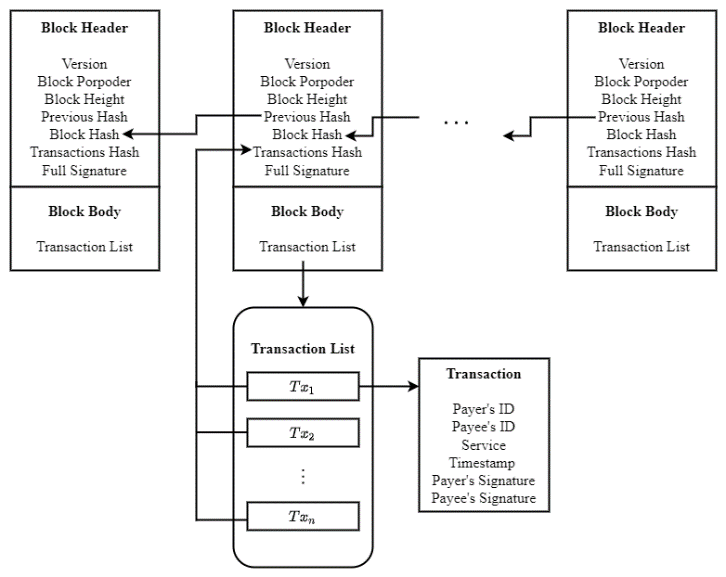 Block Header
Version
Block Porpoder
Block Height
Previous Hash
Block Hash
Transactions Hash
Full Signature
Block Body
Transaction List
Block Header
Version
Block Porpoder
Block Height
Previous Hash
Block Hash
Transactions Hash
Full Signature
Block Body
Transaction List
...
Block Header
Version
Block Porpoder
Block Height
Previous Hash
Block Hash
Transactions Hash
Full Signature
Block Body
Transaction List
Transaction List
Tx₁
Tx₂
⋮
Txₙ
Transaction
Payer's ID
Payee's ID
Service
Timestamp
Payer's Signature
Payee's Signature